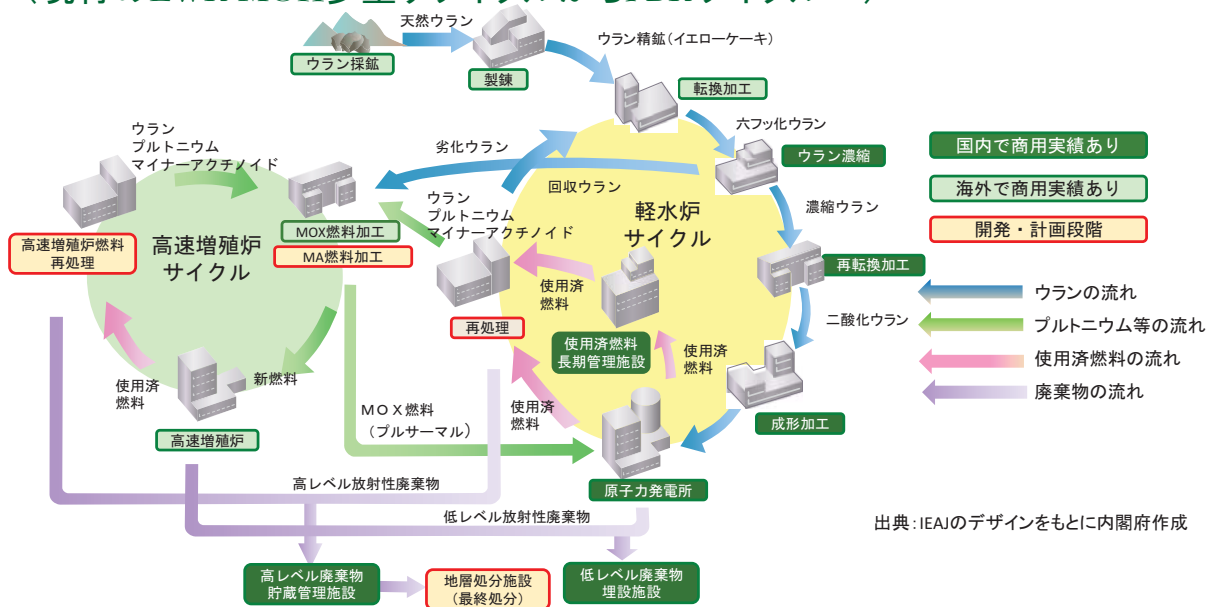 天然ウラン
ウラン採鉱
製錬
ウラン精鉱(イエローケーキ)
転換加工
六フッ化ウラン
ウラン濃縮
濃縮ウラン
再転換加工
二酸化ウラン
成形加工
原子力発電所
軽水炉
サイクル
劣化ウラン
回収ウラン
ウラン
プルトニウム
マイナーアクチノイド
再処理
使用済
燃料
使用済燃料
長期管理施設
使用済
燃料
使用済
燃料
ウラン
プルトニウム
マイナーアクチノイド
MOX燃料加工
MA燃料加工
高速増殖炉燃料
再処理
高速増殖炉
サイクル
使用済
燃料
新燃料
高速増殖炉
MOX燃料
(プルサーマル)
高レベル放射性廃棄物
低レベル放射性廃棄物
高レベル廃棄物
貯蔵管理施設
地層処分施設
(最終処分)
低レベル廃棄物
埋設施設
国内で商用実績あり
海外で商用実績あり
開発・計画段階
ウランの流れ
プルトニウム等の流れ
使用済燃料の流れ
廃棄物の流れ
出典:IEAJのデザインをもとに内閣府作成